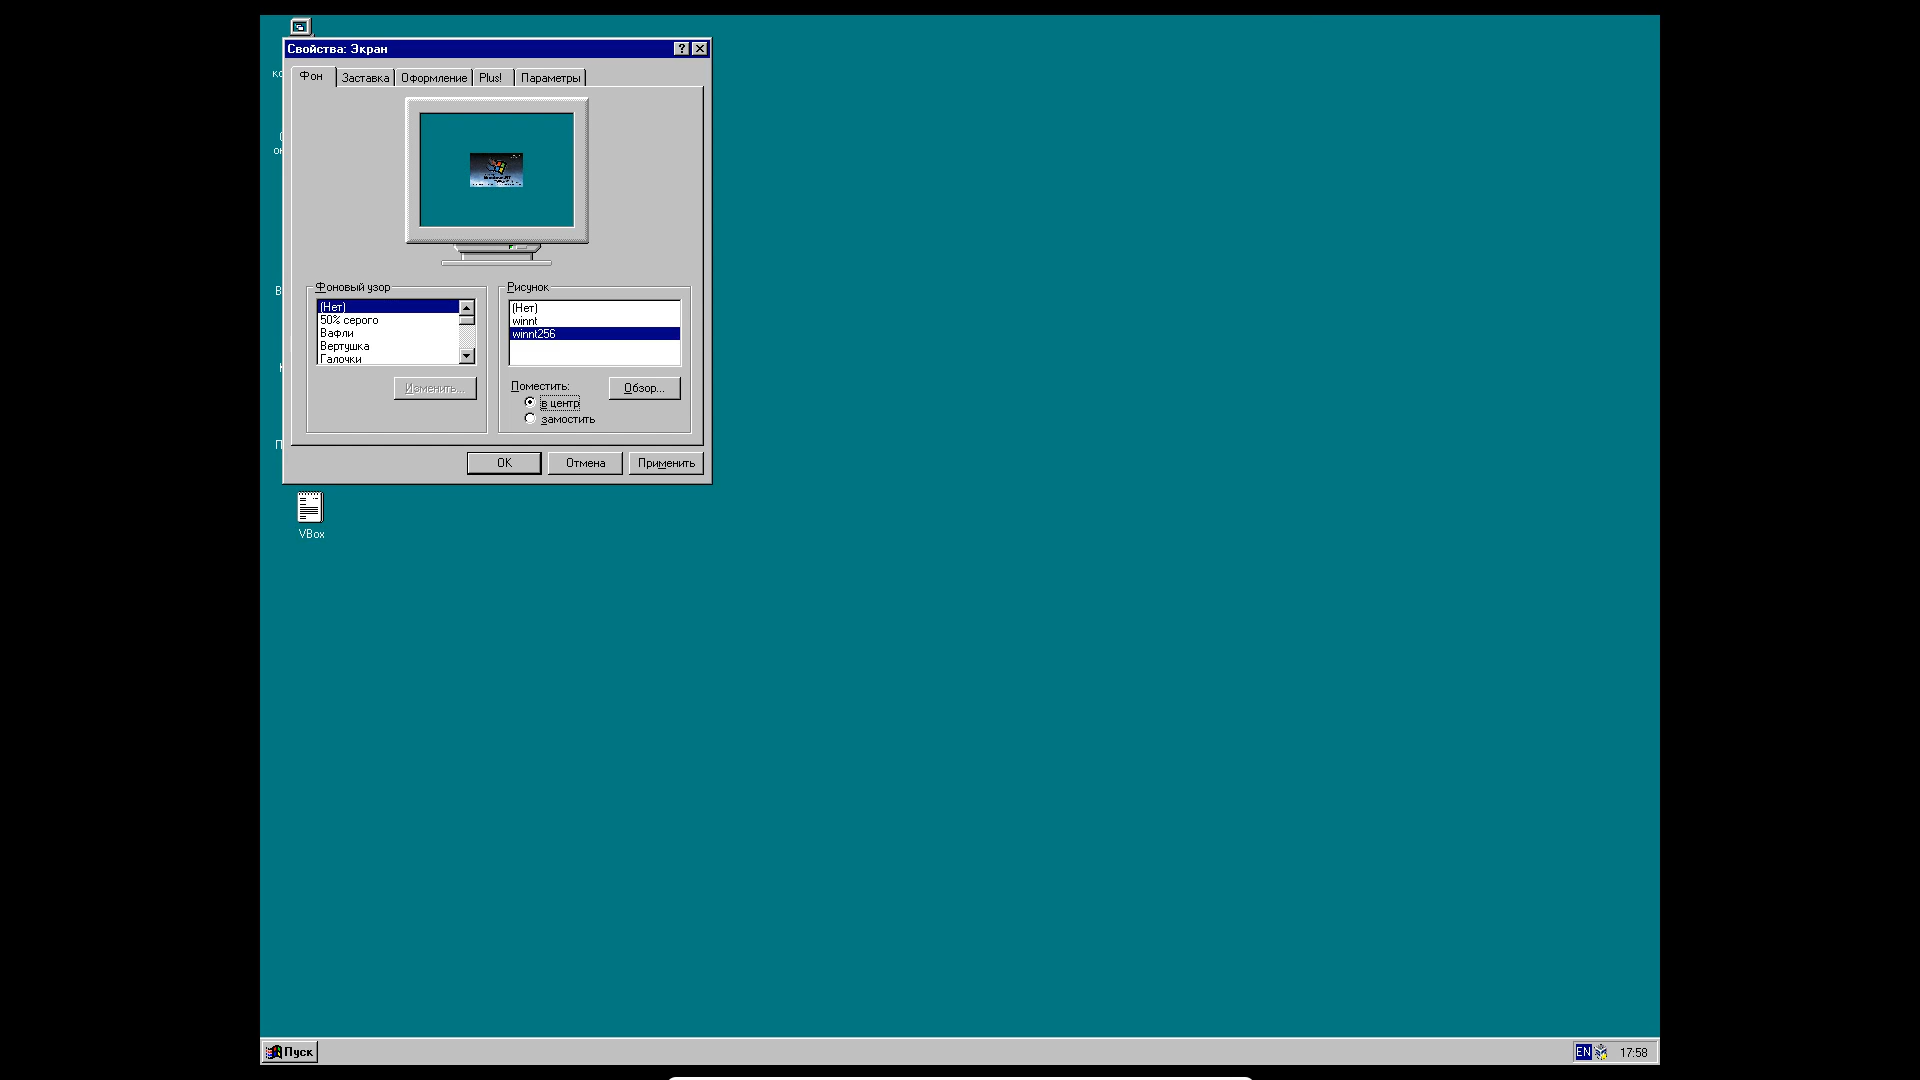 Свойства: Экран
Фон Заставка Оформление Plus! Параметры
Фоновый узор
(Нет)
50% серого
Вафли
Вертушка
Галочки
Изменить...
Рисунок
(Нет)
winnt
winnt256
Поместить:
в центр
замостить
Обзор...
OK Отмена Применить
VBox
Пуск
EN 17:58